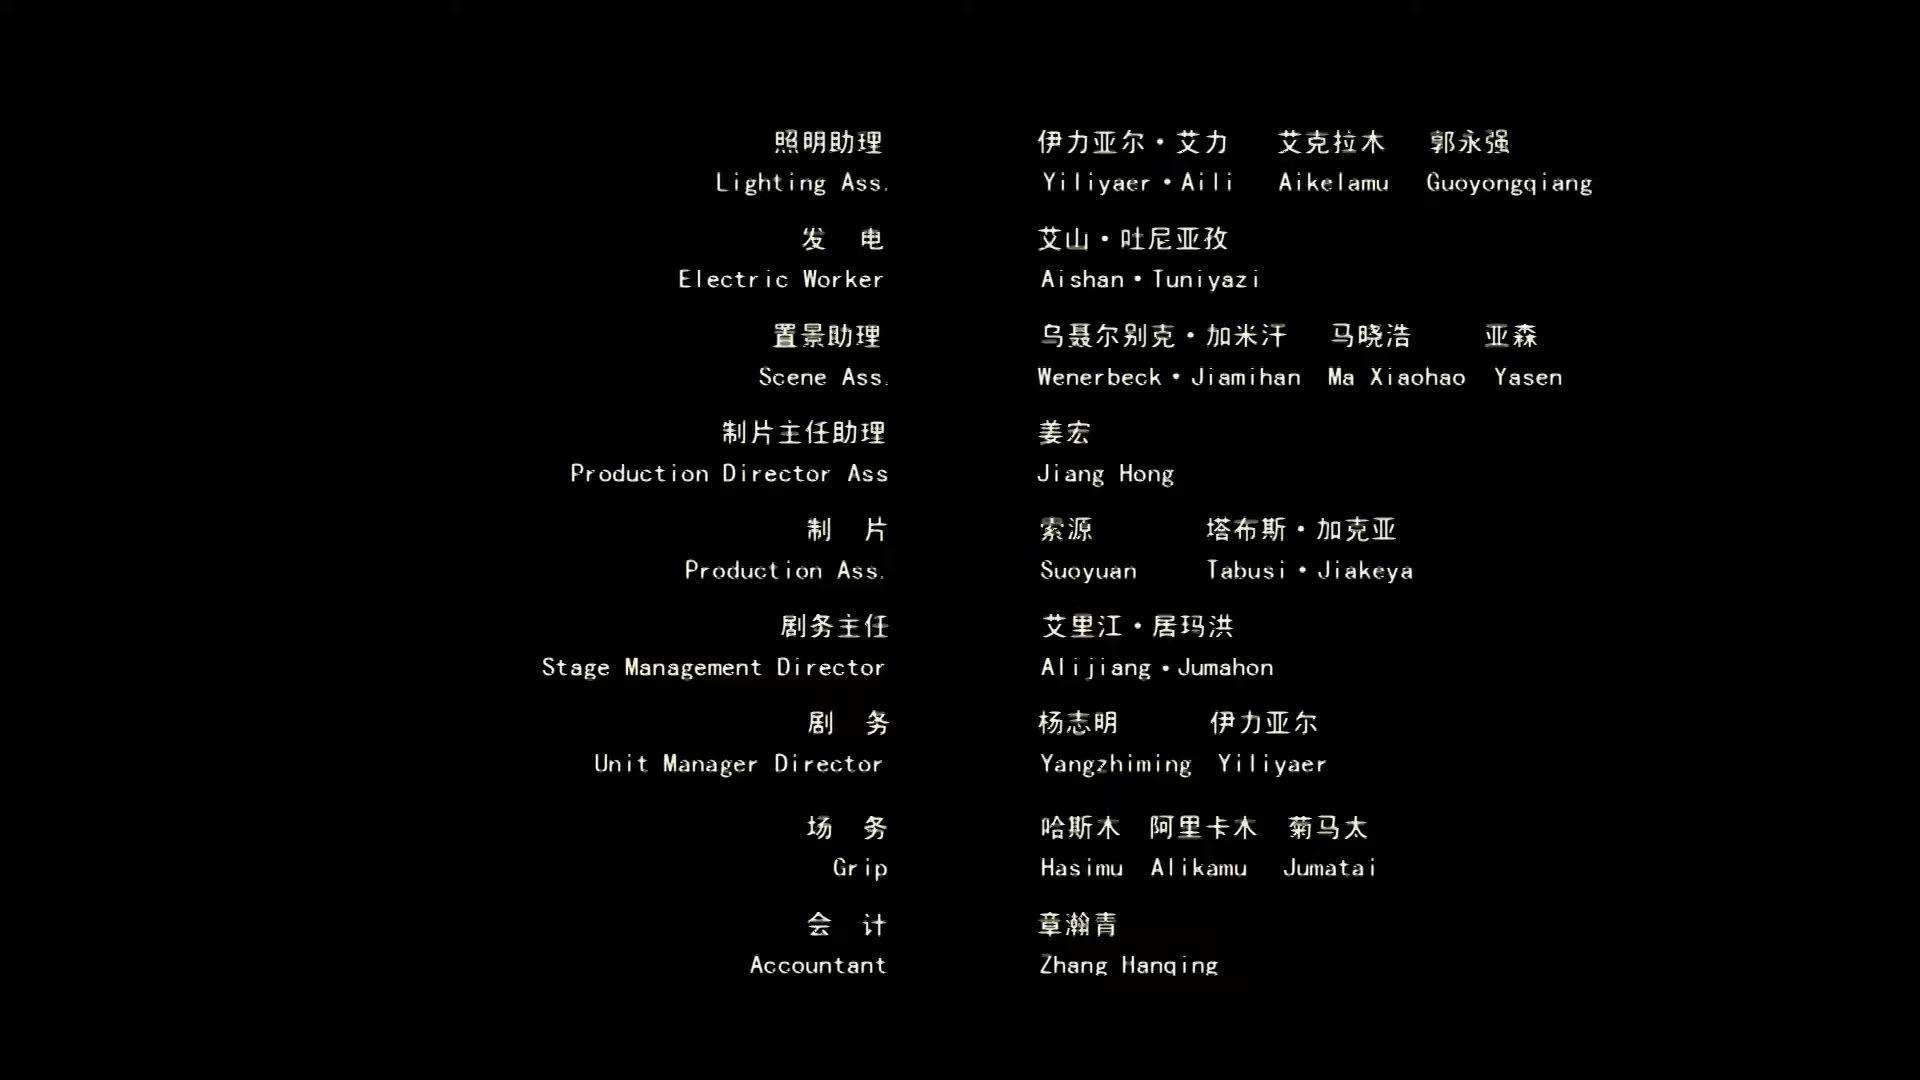 照明助理 伊力亚尔·艾力 艾克拉木 郭永强
Lighting Ass. Yiliyaer·Aili Aikelamu Guoyongqiang
发 电 艾山·吐尼亚孜
Electric Worker Aishan·Tuniyazi
置景助理 乌聂尔别克·加米汗 马晓浩 亚森
Scene Ass. Wenerbeck·Jiamihan Ma Xiaohao Yasen
制片主任助理 姜宏
Production Director Ass Jiang Hong
制 片 索源 塔布斯·加克亚
Production Ass. Suoyuan Tabusi·Jiakeya
剧务主任 艾里江·居玛洪
Stage Management Director Alijiang·Jumahon
剧 务 杨志明 伊力亚尔
Unit Manager Director Yangzhiming Yiliyaer
场 务 哈斯木 阿里卡木 菊马太
Grip Hasimu Alikamu Jumatai
会 计 章瀚青
Accountant Zhang Hanqing